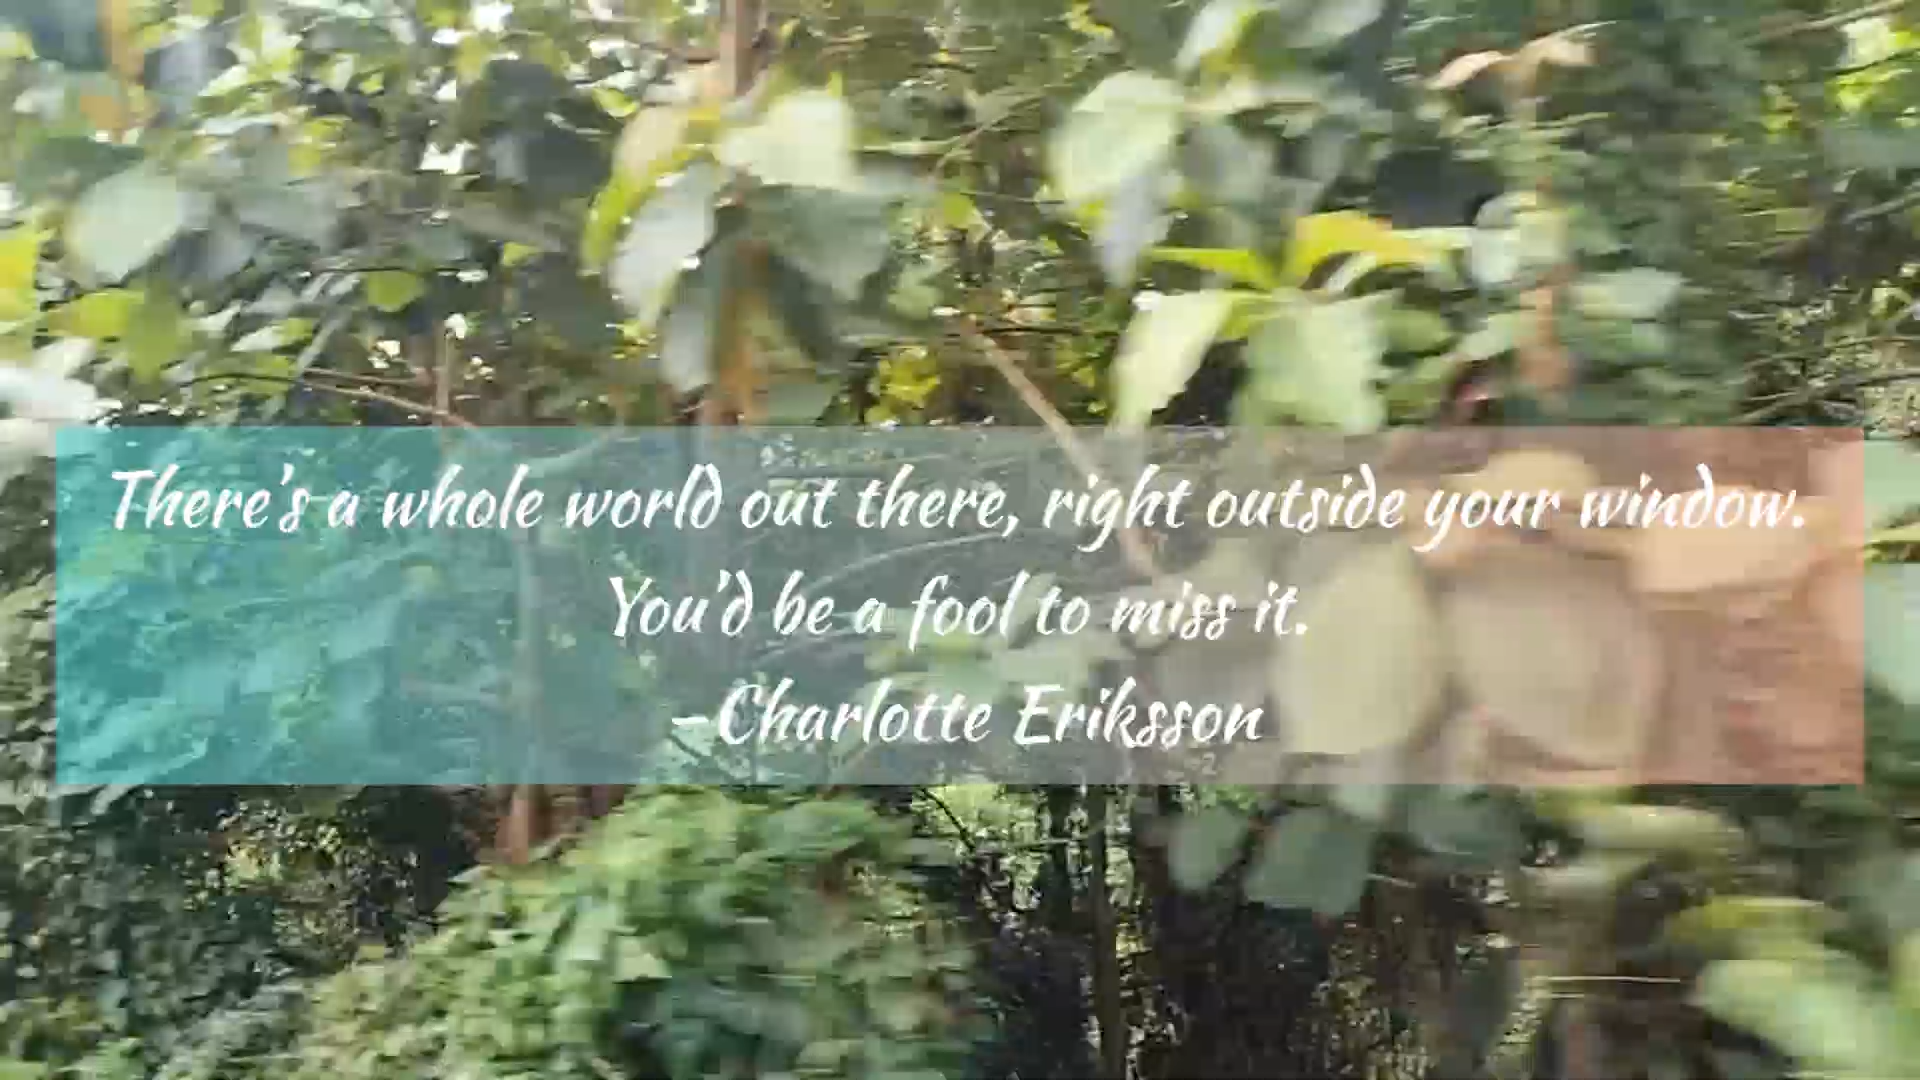 There's a whole world out there, right outside your window.
You'd be a fool to miss it.
-Charlotte Eriksson